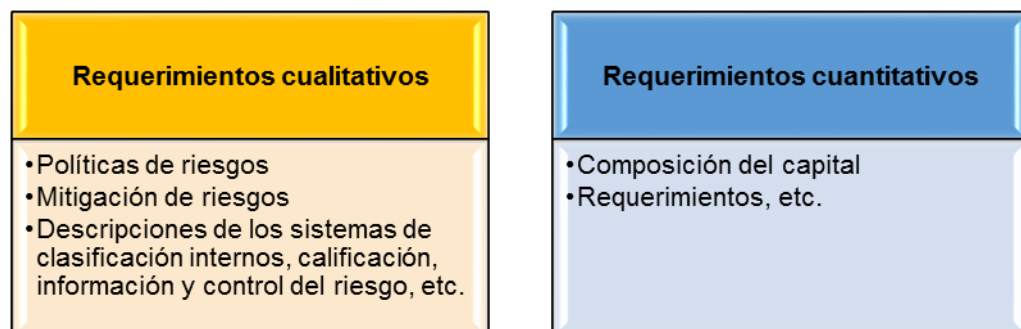 Requerimientos cualitativos
•Políticas de riesgos
•Mitigación de riesgos
•Descripciones de los sistemas de
clasificación internos, calificación,
información y control del riesgo, etc.
Requerimientos cuantitativos
•Composición del capital
•Requerimientos, etc.